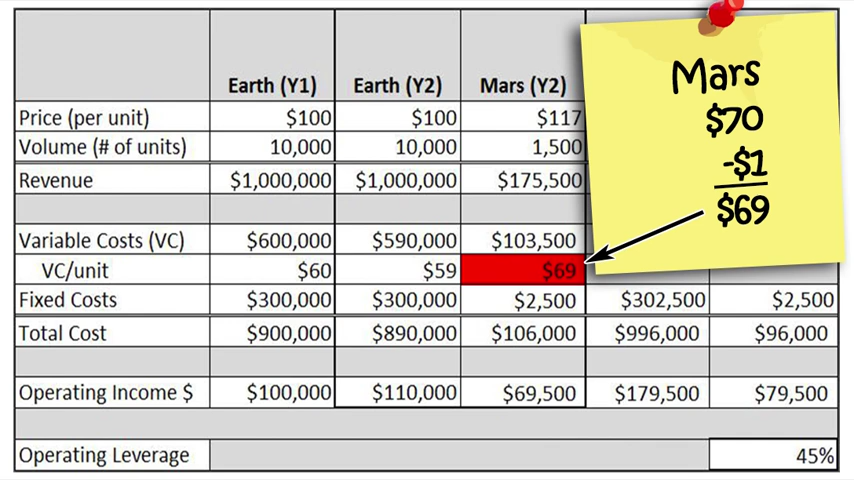 Earth (Y1) Earth (Y2) Mars (Y2)
Price (per unit) $100 $100 $117
Volume (# of units) 10,000 10,000 1,500
Revenue $1,000,000 $1,000,000 $175,500
Variable Costs (VC) $600,000 $590,000 $103,500
VC/unit $60 $59 $69
Fixed Costs $300,000 $300,000 $2,500 $302,500 $2,500
Total Cost $900,000 $890,000 $106,000 $996,000 $96,000
Operating Income $ $100,000 $110,000 $69,500 $179,500 $79,500
Operating Leverage 45%
Mars
$70
-$1
$69